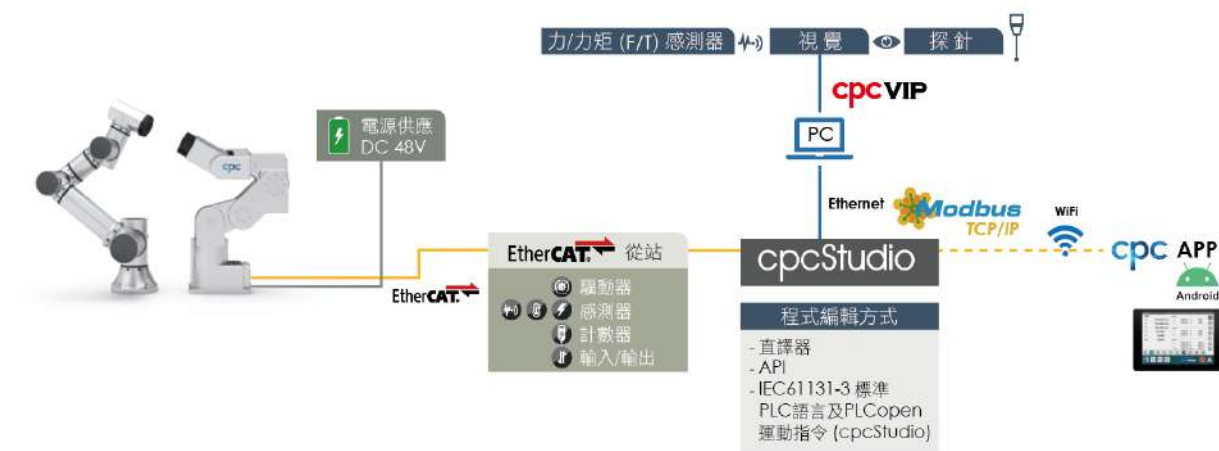 力/力矩 (F/T) 感測器
視覺
探針
cpc VIP
PC
電源供應
DC 48V
cpc
Ethernet
Modbus
TCP/IP
WiFi
EtherCAT. 從站
cpcStudio
cpc APP
Android
EtherCAT.
驅動器
感測器
計數器
輸入/輸出
程式編輯方式
- 直譯器
- API
- IEC61131-3 標準
PLC語言及PLCopen
運動指令 (cpcStudio)